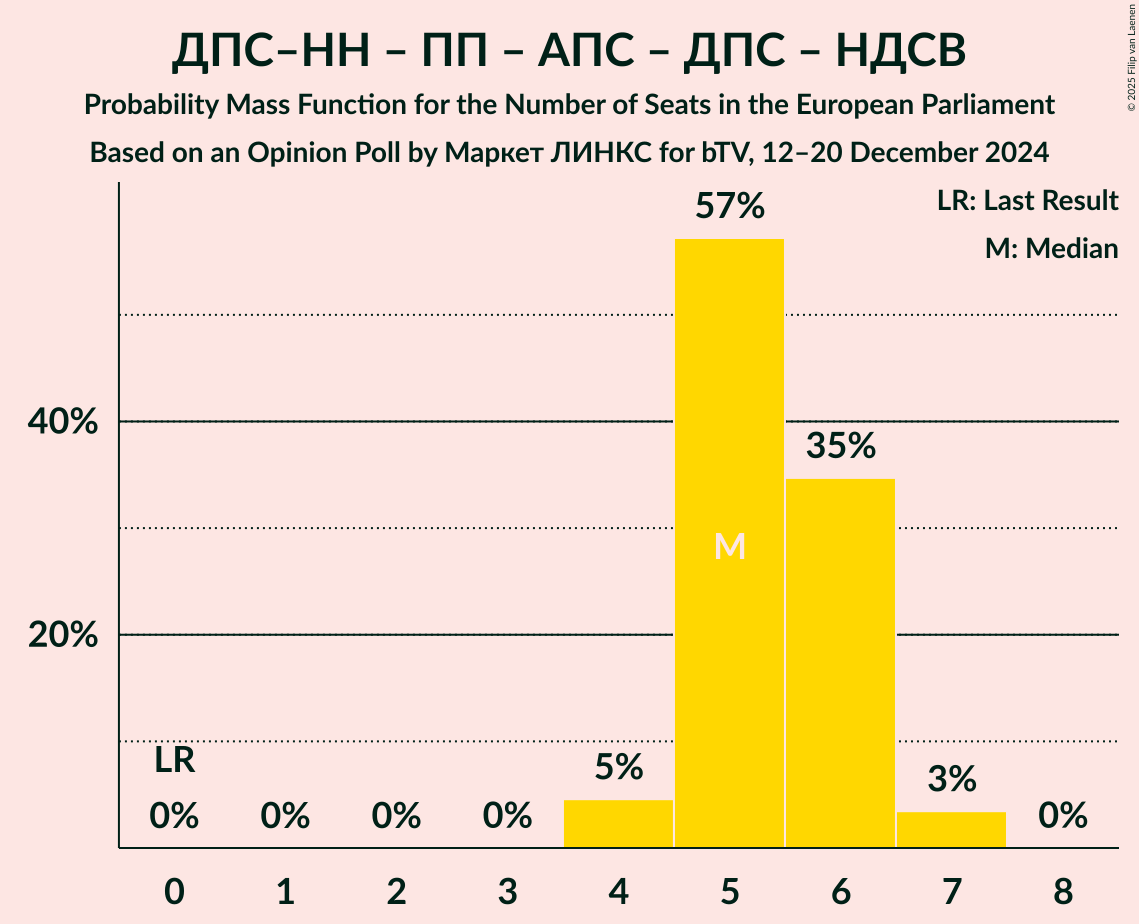 ДПС–НН – ПП – АПС – ДПС – НДСВ
Probability Mass Function for the Number of Seats in the European Parliament
Based on an Opinion Poll by Маркет ЛИНКС for bTV, 12–20 December 2024
© 2025 Filip van Laenen
LR: Last Result
M: Median
57%
40%
35%
M
20%
LR
5%
3%
0% 0% 0% 0% 0%
0 1 2 3 4 5 6 7 8